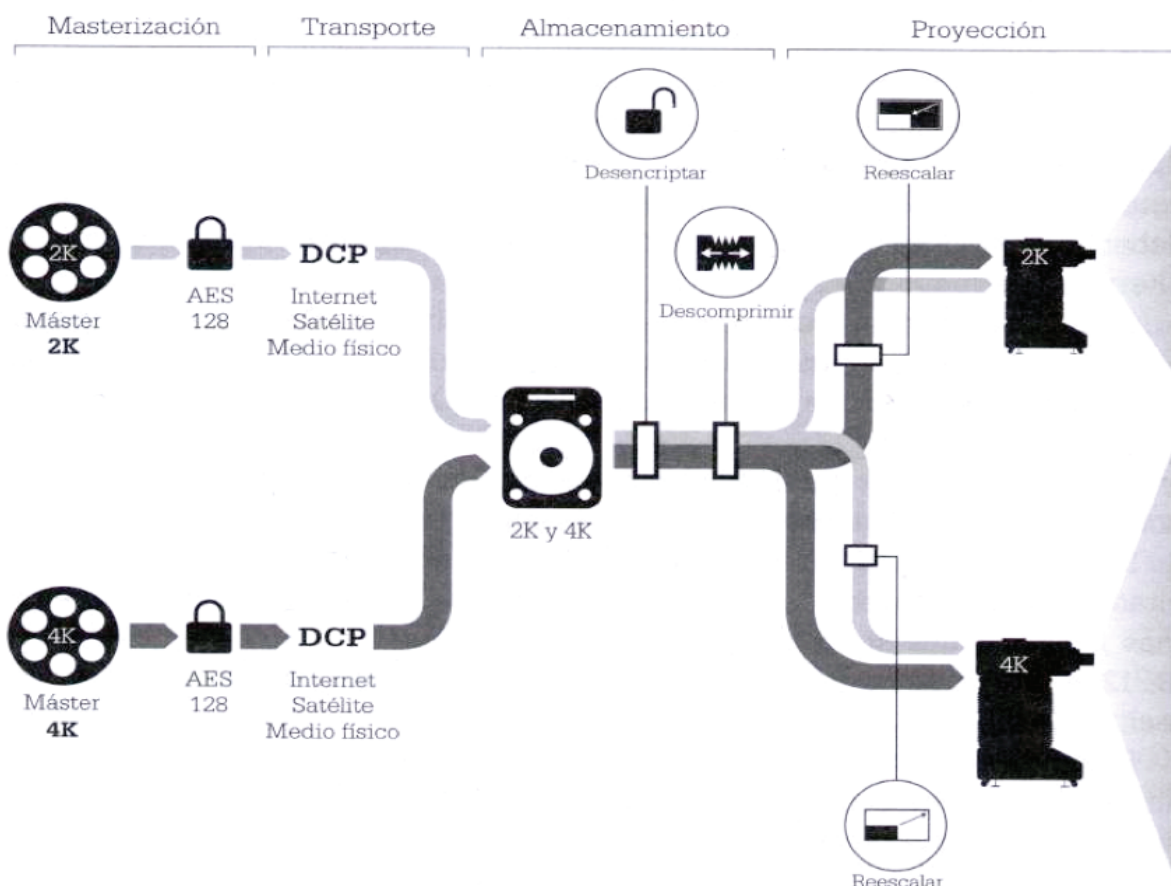 Masterización
Transporte
Almacenamiento
Proyección
Desencriptar
Reescalar
Descomprimir
2K
AES
128
DCP
Internet
Satélite
Medio físico
Máster
2K
2K
2K y 4K
4K
AES
128
DCP
Internet
Satélite
Medio físico
Máster
4K
4K
Reescalar